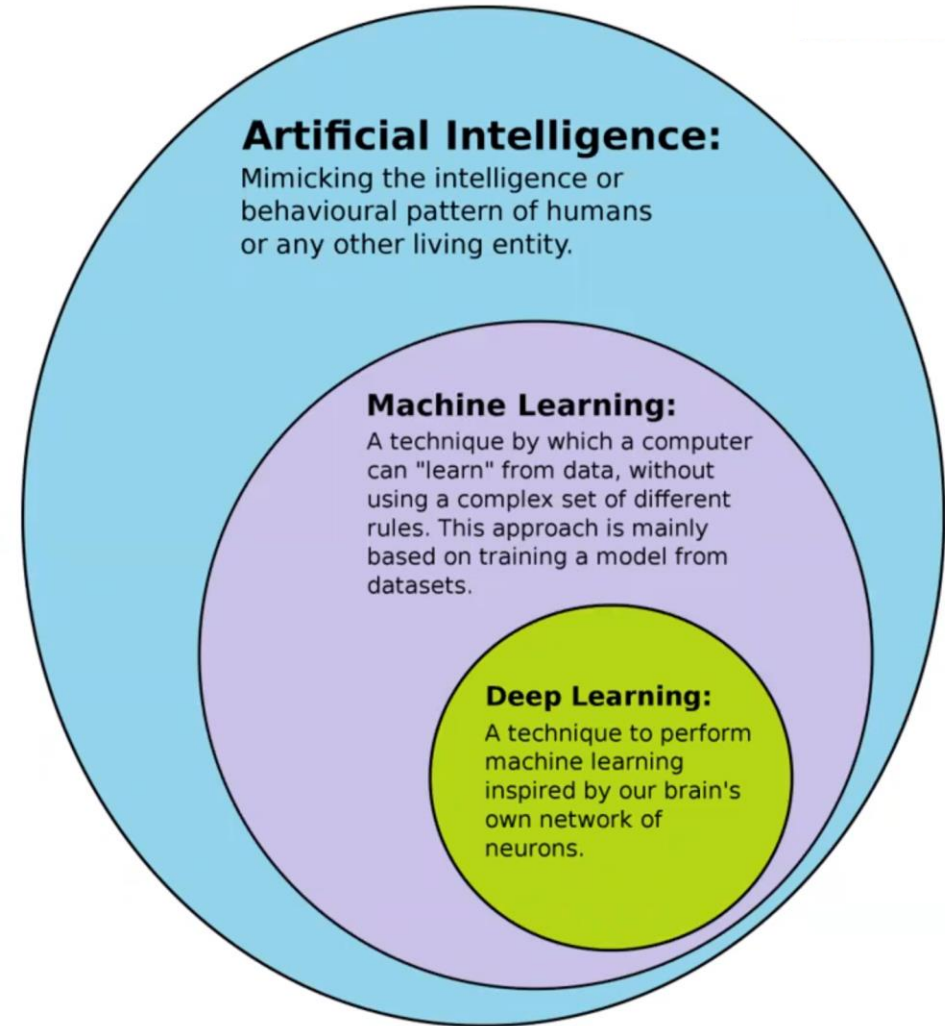 Artificial Intelligence:
Mimicking the intelligence or
behavioural pattern of humans
or any other living entity.
Machine Learning:
A technique by which a computer
can "learn" from data, without
using a complex set of different
rules. This approach is mainly
based on training a model from
datasets.
Deep Learning:
A technique to perform
machine learning
inspired by our brain's
own network of
neurons.